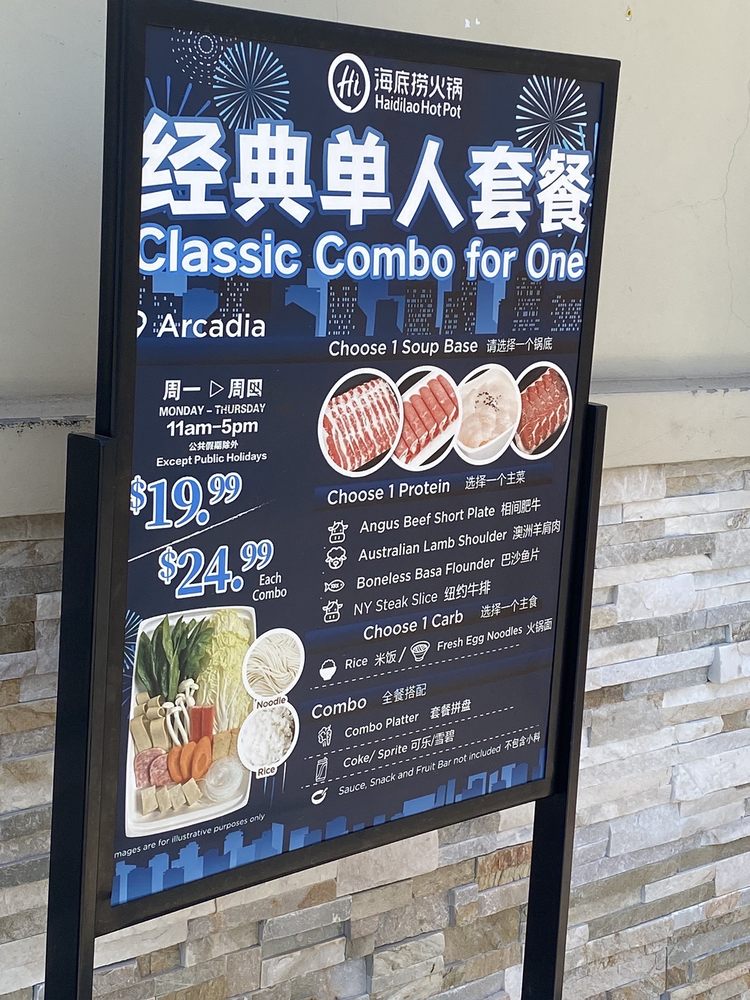 Hi 海底捞火锅
HaidilaoHotPot
经典单人套餐
Classic Combo for One
Arcadia
周一 ▷ 周四
MONDAY – THURSDAY
11am–5pm
公共假期除外
Except Public Holidays
$19.99
$24.99
Each
Combo
Noodle
Rice
mages are for illustrative purposes only
Choose 1 Soup Base 请选择一个锅底
Choose 1 Protein 选择一个主菜
Angus Beef Short Plate 相间肥牛
Australian Lamb Shoulder 澳洲羊肩肉
Boneless Basa Flounder 巴沙鱼片
NY Steak Slice 纽约牛排
Choose 1 Carb 选择一个主食
Rice 米饭 / Fresh Egg Noodles 火锅面
Combo 全餐搭配
Combo Platter 套餐拼盘
Coke/ Sprite 可乐/雪碧
Sauce, Snack and Fruit Bar not included 不包含小料